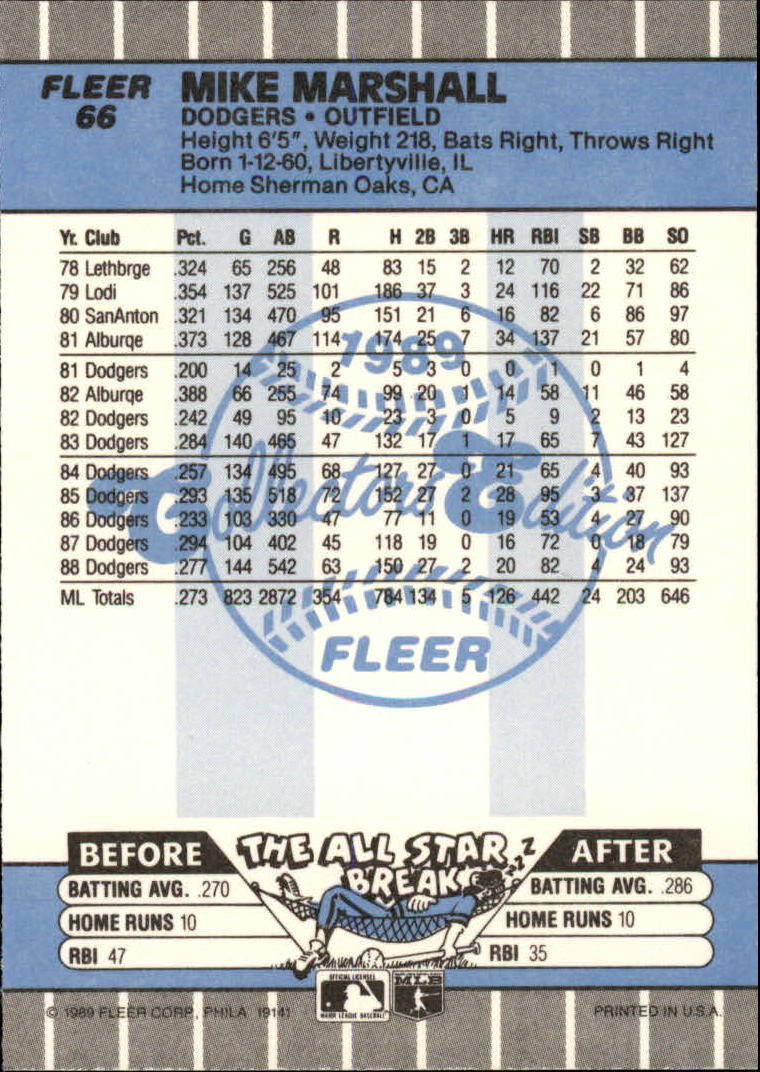 FLEER
66
MIKE MARSHALL
DODGERS • OUTFIELD
Height 6'5", Weight 218, Bats Right, Throws Right
Born 1-12-60, Libertyville, IL
Home Sherman Oaks, CA
Yr. Club Pct. G AB R H 2B 3B HR RBI SB BB SO
78 Lethbrge .324 65 256 48 83 15 2 12 70 2 32 62
79 Lodi .354 137 525 101 186 37 3 24 116 22 71 86
80 SanAnton .321 134 470 95 151 21 6 16 82 6 86 97
81 Alburqe .373 128 467 114 174 25 7 34 137 21 57 80
81 Dodgers .200 14 25 2 5 3 0 0 1 0 1 4
82 Alburqe .388 66 255 74 99 20 1 14 58 11 46 58
82 Dodgers .242 49 95 10 23 3 0 5 9 2 13 23
83 Dodgers .284 140 465 47 132 17 1 17 65 7 43 127
84 Dodgers .257 134 495 68 127 27 0 21 65 4 40 93
85 Dodgers .293 135 518 72 152 27 2 28 95 3 37 137
86 Dodgers .233 103 330 47 77 11 0 19 53 4 27 90
87 Dodgers .294 104 402 45 118 19 0 16 72 0 18 79
88 Dodgers .277 144 542 63 150 27 2 20 82 4 24 93
ML Totals .273 823 2872 354 784 134 5 126 442 24 203 646
1989
Collectors Edition
FLEER
BEFORE THE ALL STAR BREAK ZZZ AFTER
BATTING AVG. .270 BATTING AVG. .286
HOME RUNS 10 HOME RUNS 10
RBI 47 RBI 35
OFFICIAL LICENSEE
MAJOR LEAGUE BASEBALL
MLB
© 1989 FLEER CORP., PHILA 19141 PRINTED IN U.S.A.